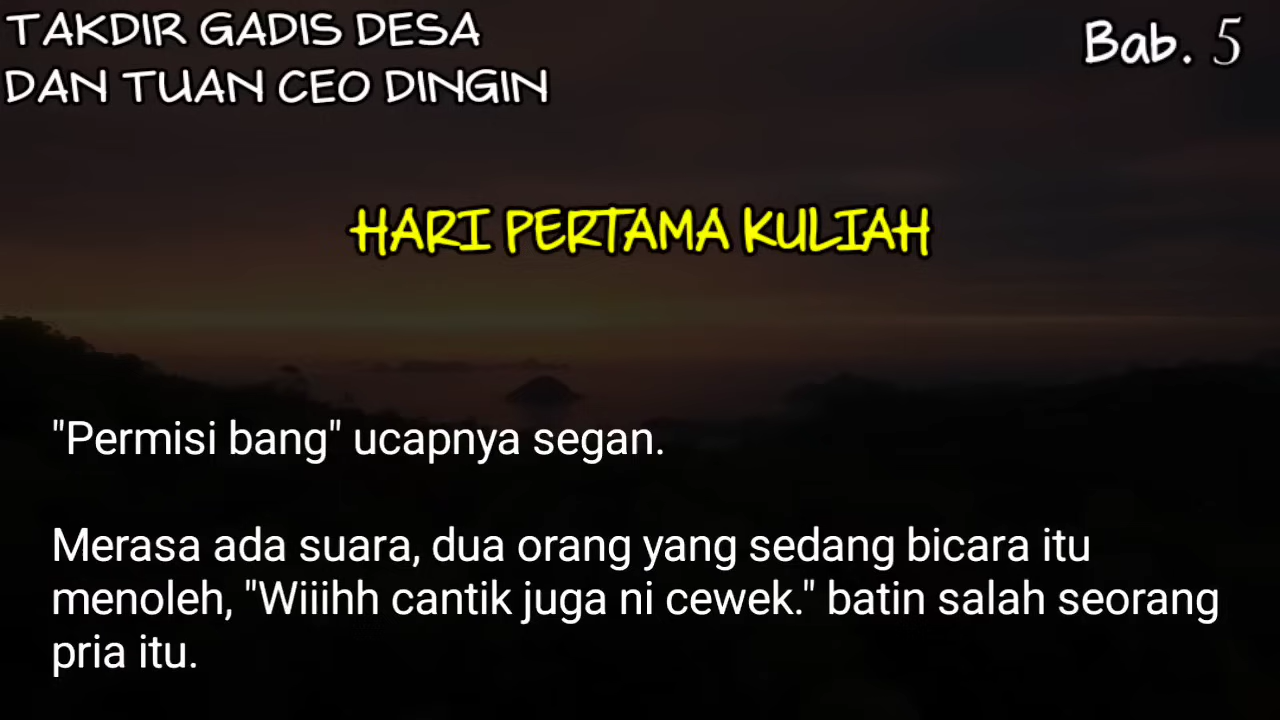 TAKDIR GADIS DESA
DAN TUAN CEO DINGIN
Bab. 5
HARI PERTAMA KULIAH
"Permisi bang" ucapnya segan.
Merasa ada suara, dua orang yang sedang bicara itu
menoleh, "Wiiihh cantik juga ni cewek." batin salah seorang
pria itu.